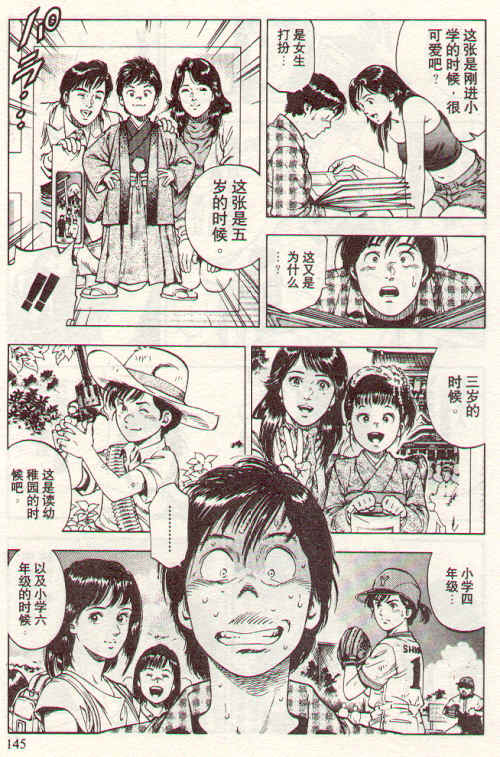 这张是刚进小
学的时候，很
可爱吧？
是女生
打扮…
这又是
为什么
…？
这张是五
岁的时候。
!!
三岁的
时候。
这是读幼
稚园的时
候吧。
…………
小学四
年级…
1
以及小学六
年级的时候。
145